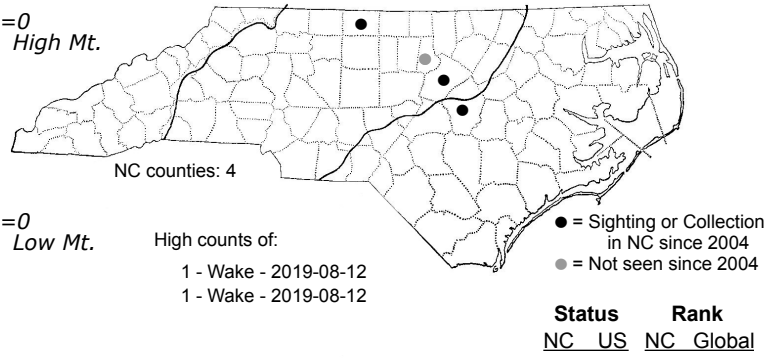 =0
High Mt.
NC counties: 4
=0
Low Mt.
High counts of:
1 - Wake - 2019-08-12
1 - Wake - 2019-08-12
● = Sighting or Collection
in NC since 2004
● = Not seen since 2004
Status Rank
NC US NC Global